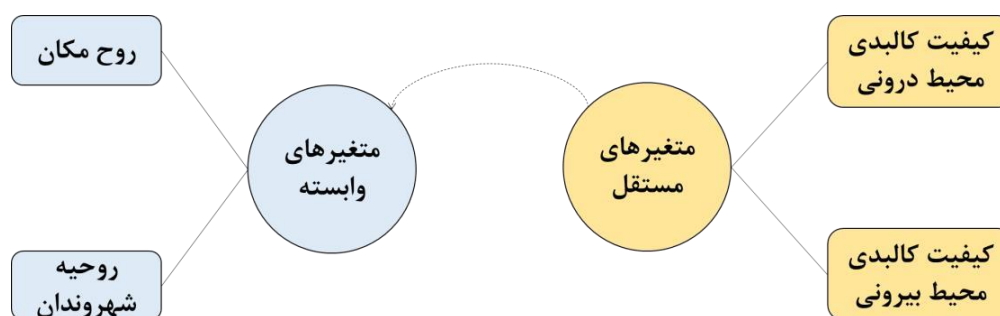 کیفیت کالبدی
محیط درونی
روح مکان
متغیرهای
مستقل
متغیرهای
وابسته
کیفیت کالبدی
محیط بیرونی
روحیه
شهروندان